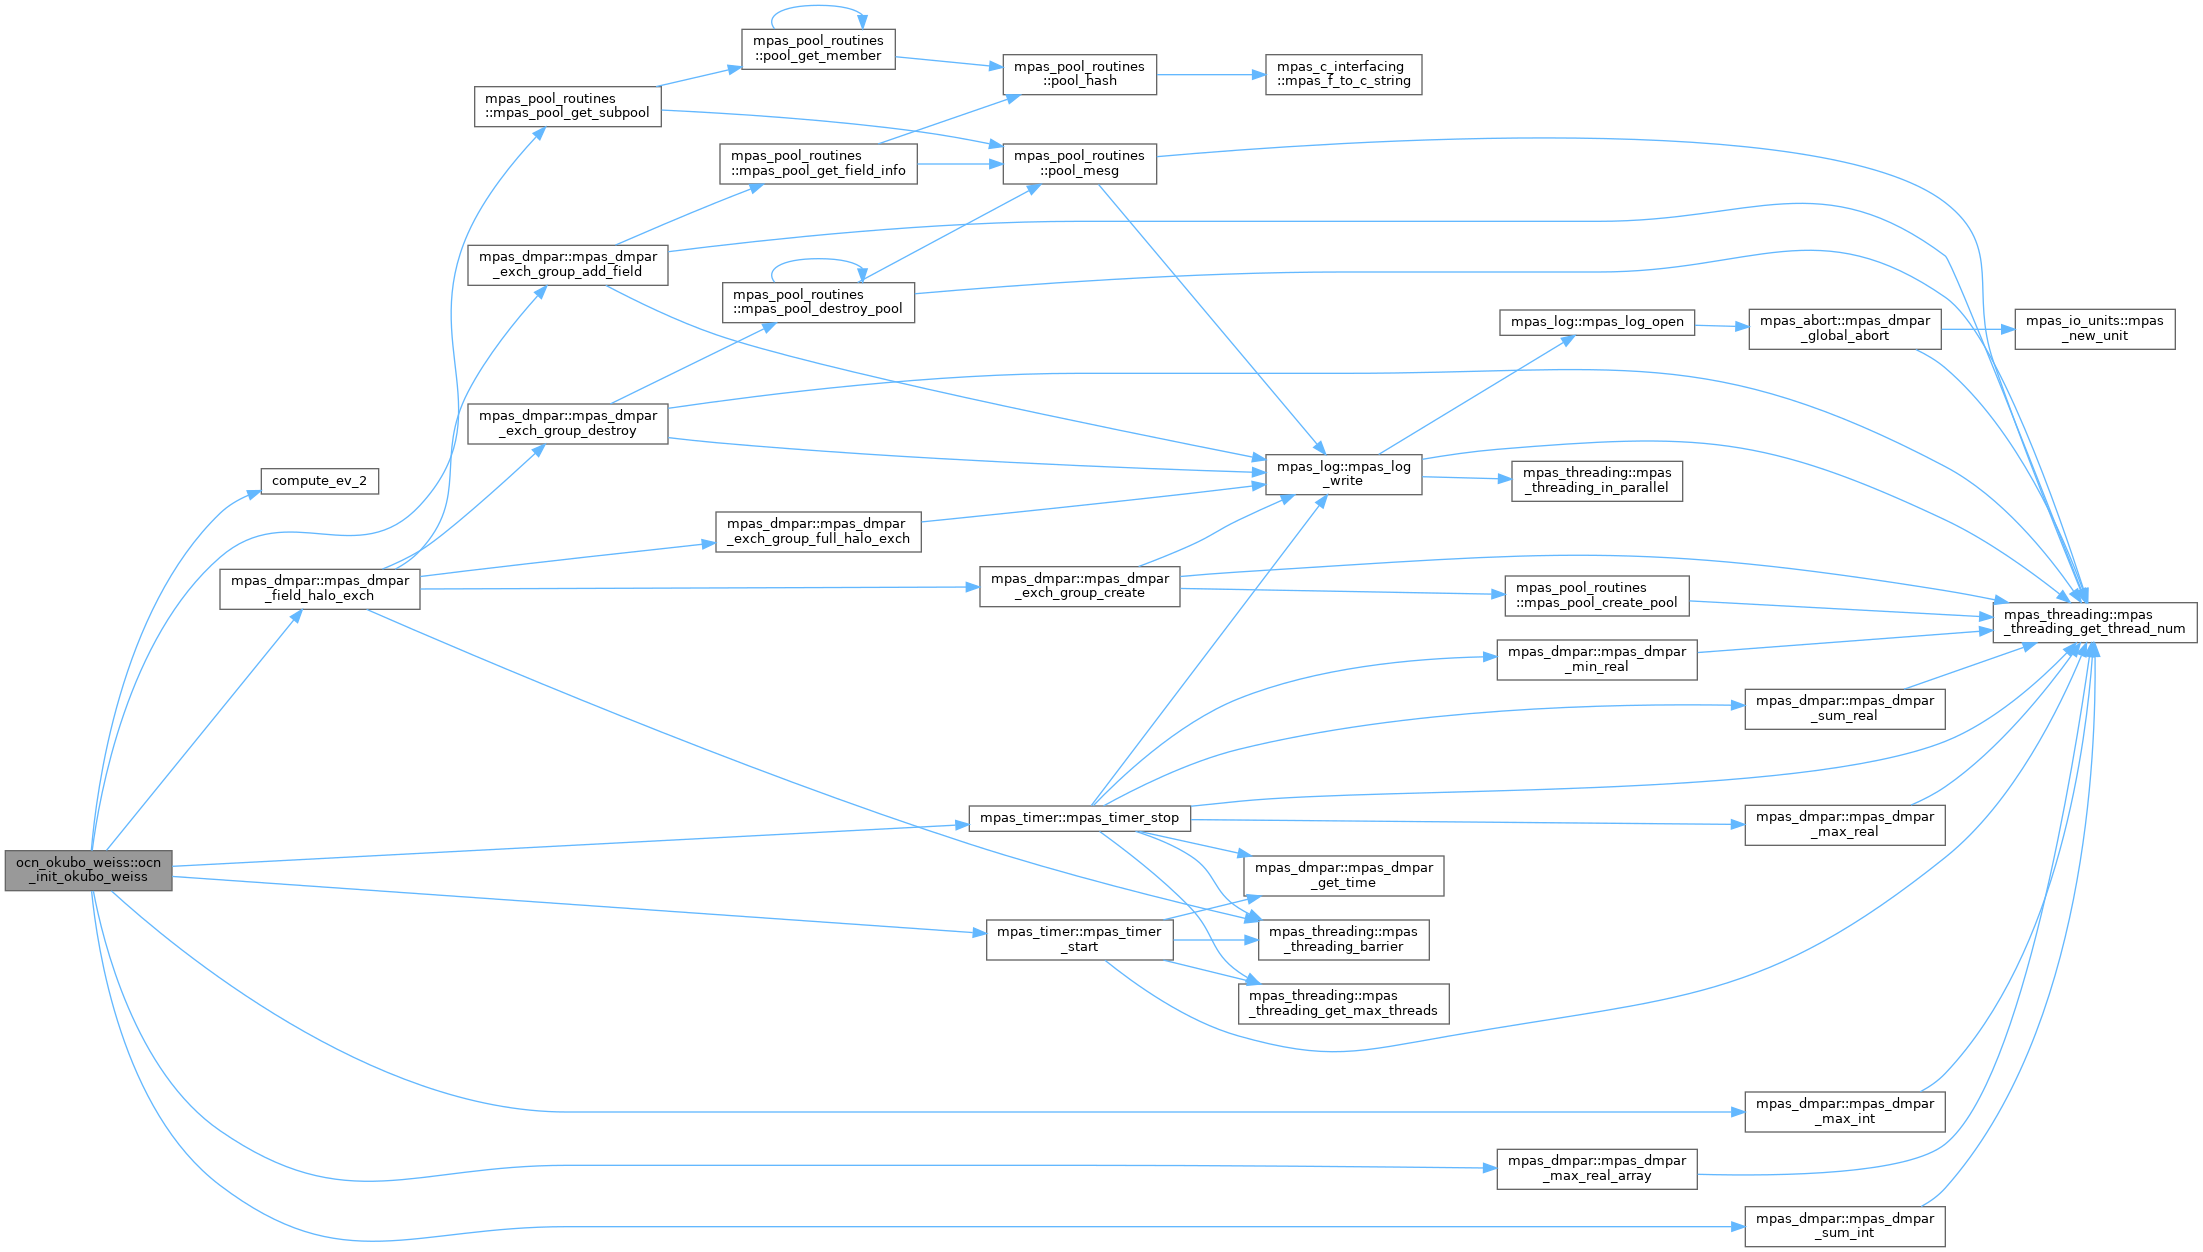 mpas_pool_routines
::pool_get_member
mpas_pool_routines
::pool_hash
mpas_c_interfacing
::mpas_f_to_c_string
mpas_pool_routines
::mpas_pool_get_subpool
mpas_pool_routines
::mpas_pool_get_field_info
mpas_pool_routines
::pool_mesg
mpas_dmpar::mpas_dmpar
_exch_group_add_field
mpas_pool_routines
::mpas_pool_destroy_pool
mpas_log::mpas_log_open
mpas_abort::mpas_dmpar
_global_abort
mpas_io_units::mpas
_new_unit
mpas_dmpar::mpas_dmpar
_exch_group_destroy
compute_ev_2
mpas_log::mpas_log
_write
mpas_threading::mpas
_threading_in_parallel
mpas_dmpar::mpas_dmpar
_exch_group_full_halo_exch
mpas_dmpar::mpas_dmpar
_field_halo_exch
mpas_dmpar::mpas_dmpar
_exch_group_create
mpas_pool_routines
::mpas_pool_create_pool
mpas_threading::mpas
_threading_get_thread_num
mpas_dmpar::mpas_dmpar
_min_real
mpas_dmpar::mpas_dmpar
_sum_real
mpas_timer::mpas_timer_stop
mpas_dmpar::mpas_dmpar
_max_real
ocn_okubo_weiss::ocn
_init_okubo_weiss
mpas_dmpar::mpas_dmpar
_get_time
mpas_timer::mpas_timer
_start
mpas_threading::mpas
_threading_barrier
mpas_threading::mpas
_threading_get_max_threads
mpas_dmpar::mpas_dmpar
_max_int
mpas_dmpar::mpas_dmpar
_max_real_array
mpas_dmpar::mpas_dmpar
_sum_int